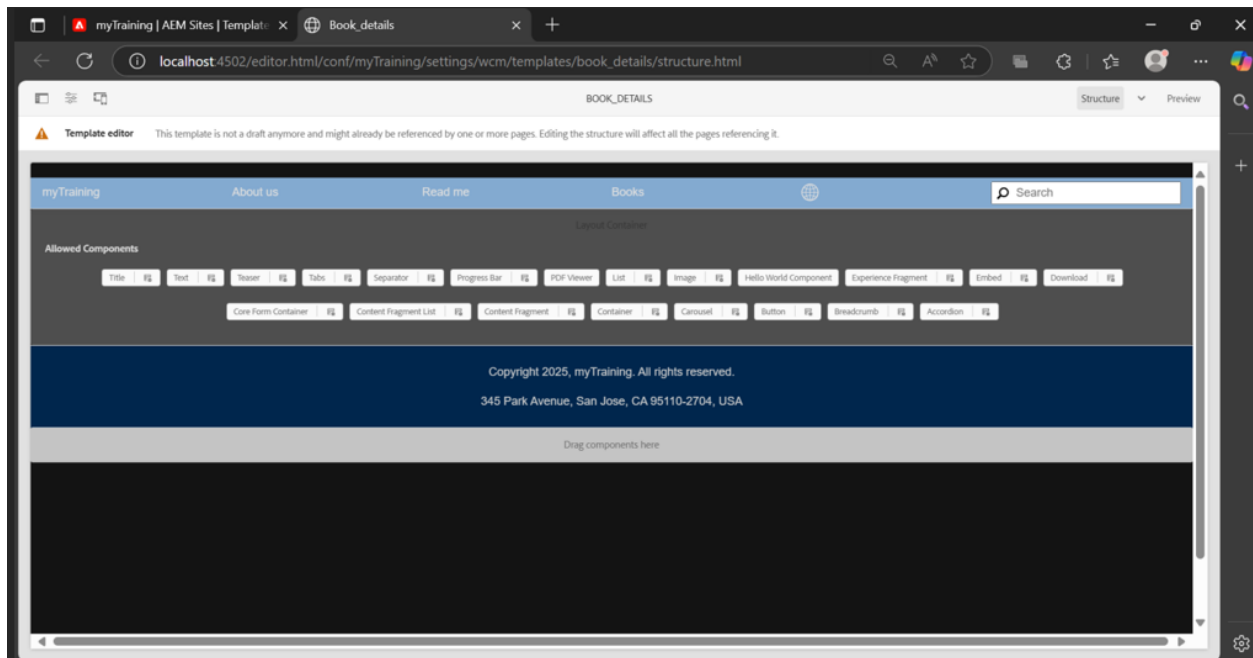 myTraining | AEM Sites | Template
Book_details
localhost:4502/editor.html/conf/myTraining/settings/wcm/templates/book_details/structure.html
BOOK_DETAILS
Structure
Preview
Template editor This template is not a draft anymore and might already be referenced by one or more pages. Editing the structure will affect all the pages referencing it.
myTraining About us Read me Books Search
Layout Container
Allowed Components
Title Text Teaser Tabs Separator Progress Bar PDF Viewer List Image Hello World Component Experience Fragment Embed Download
Core Form Container Content Fragment List Content Fragment Container Carousel Button Breadcrumb Accordion
Copyright 2025, myTraining. All rights reserved.
345 Park Avenue, San Jose, CA 95110-2704, USA
Drag components here